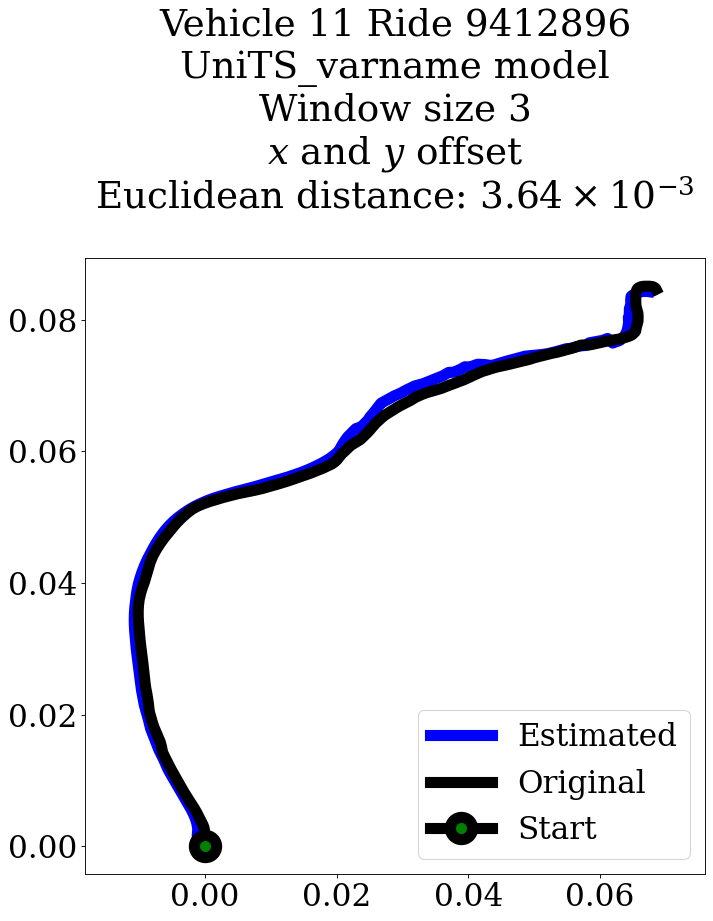 Vehicle 11 Ride 9412896
UniTS_varname model
Window size 3
x and y offset
Euclidean distance: 3.64 × 10⁻³
0.08
0.06
0.04
0.02
0.00
Estimated
Original
Start
0.00 0.02 0.04 0.06